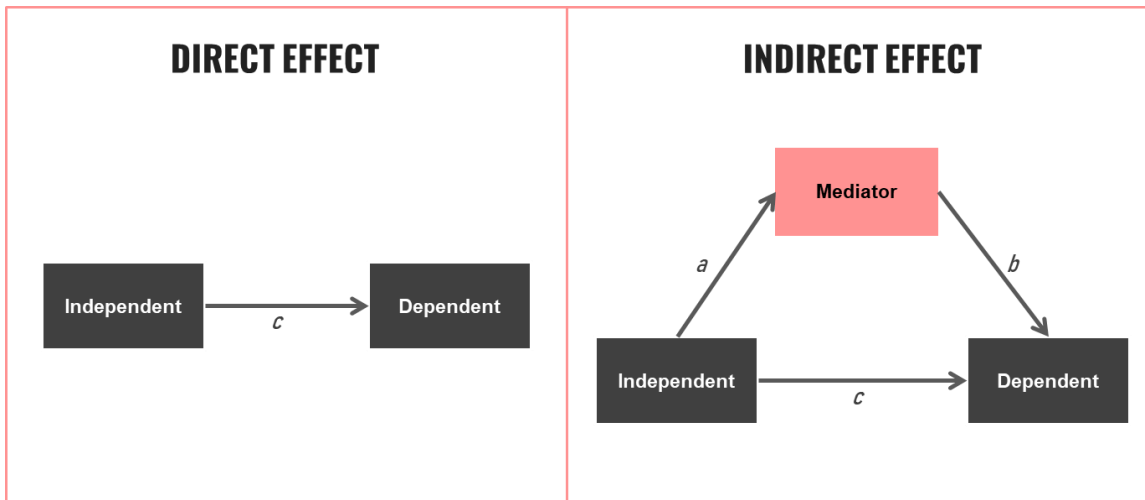 DIRECT EFFECT
Independent
c
Dependent
INDIRECT EFFECT
Mediator
a
b
Independent
c
Dependent